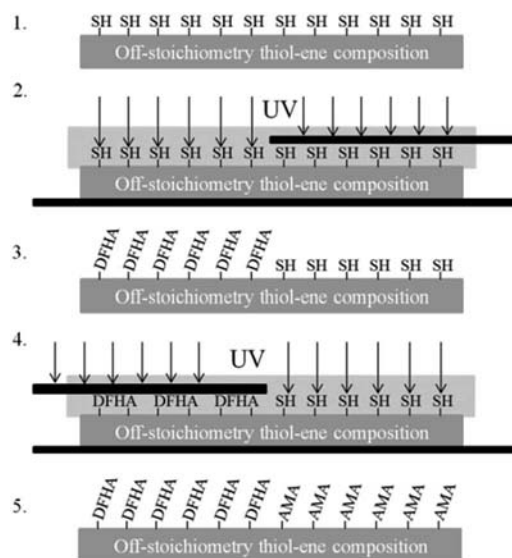 1. SH SH SH SH SH SH SH SH SH SH SH SH
Off-stoichiometry thiol-ene composition
2. UV
SH SH SH SH SH SH SH SH SH SH SH SH
Off-stoichiometry thiol-ene composition
3. DFHA DFHA DFHA DFHA DFHA DFHA SH SH SH SH SH SH
Off-stoichiometry thiol-ene composition
4. UV
DFHA DFHA DFHA SH SH SH SH SH SH
Off-stoichiometry thiol-ene composition
5. DFHA DFHA DFHA DFHA DFHA DFHA AMA AMA AMA AMA AMA AMA
Off-stoichiometry thiol-ene composition